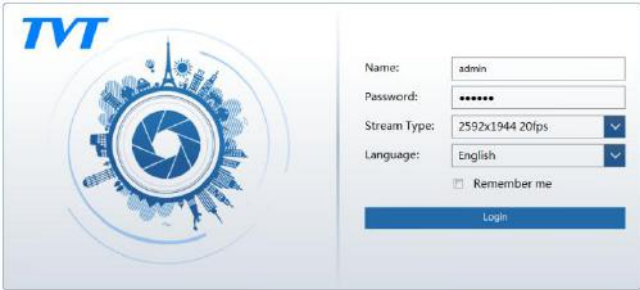 TVT
Name: admin
Password: ••••••
Stream Type: 2592x1944 20fps
Language: English
Remember me
Login